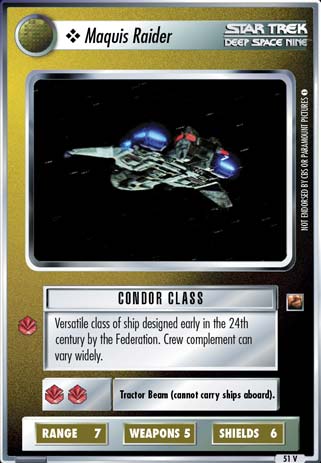 ❖ Maquis Raider
STAR TREK
DEEP SPACE NINE
NOT ENDORSED BY CBS OR PARAMOUNT PICTURES
CONDOR CLASS
Versatile class of ship designed early in the 24th
century by the Federation. Crew complement can
vary widely.
Tractor Beam (cannot carry ships aboard).
RANGE 7 WEAPONS 5 SHIELDS 6
51 V